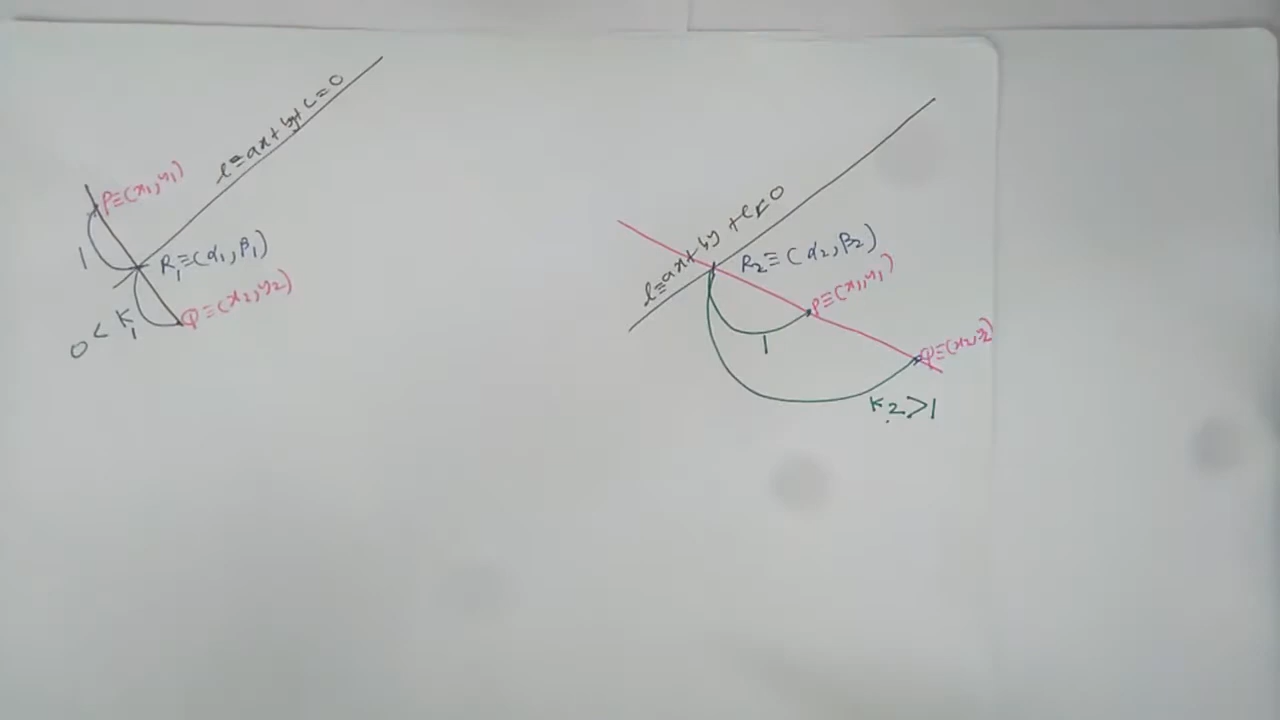 l≡ax+by+c=0
P≡(x₁,y₁)
1
R₁≡(α₁,β₁)
Q≡(x₂,y₂)
0<k₁
l≡ax+by+c=0
R₂≡(α₂,β₂)
P≡(x₁,y₁)
1
Q≡(x₂,y₂)
k₂>1